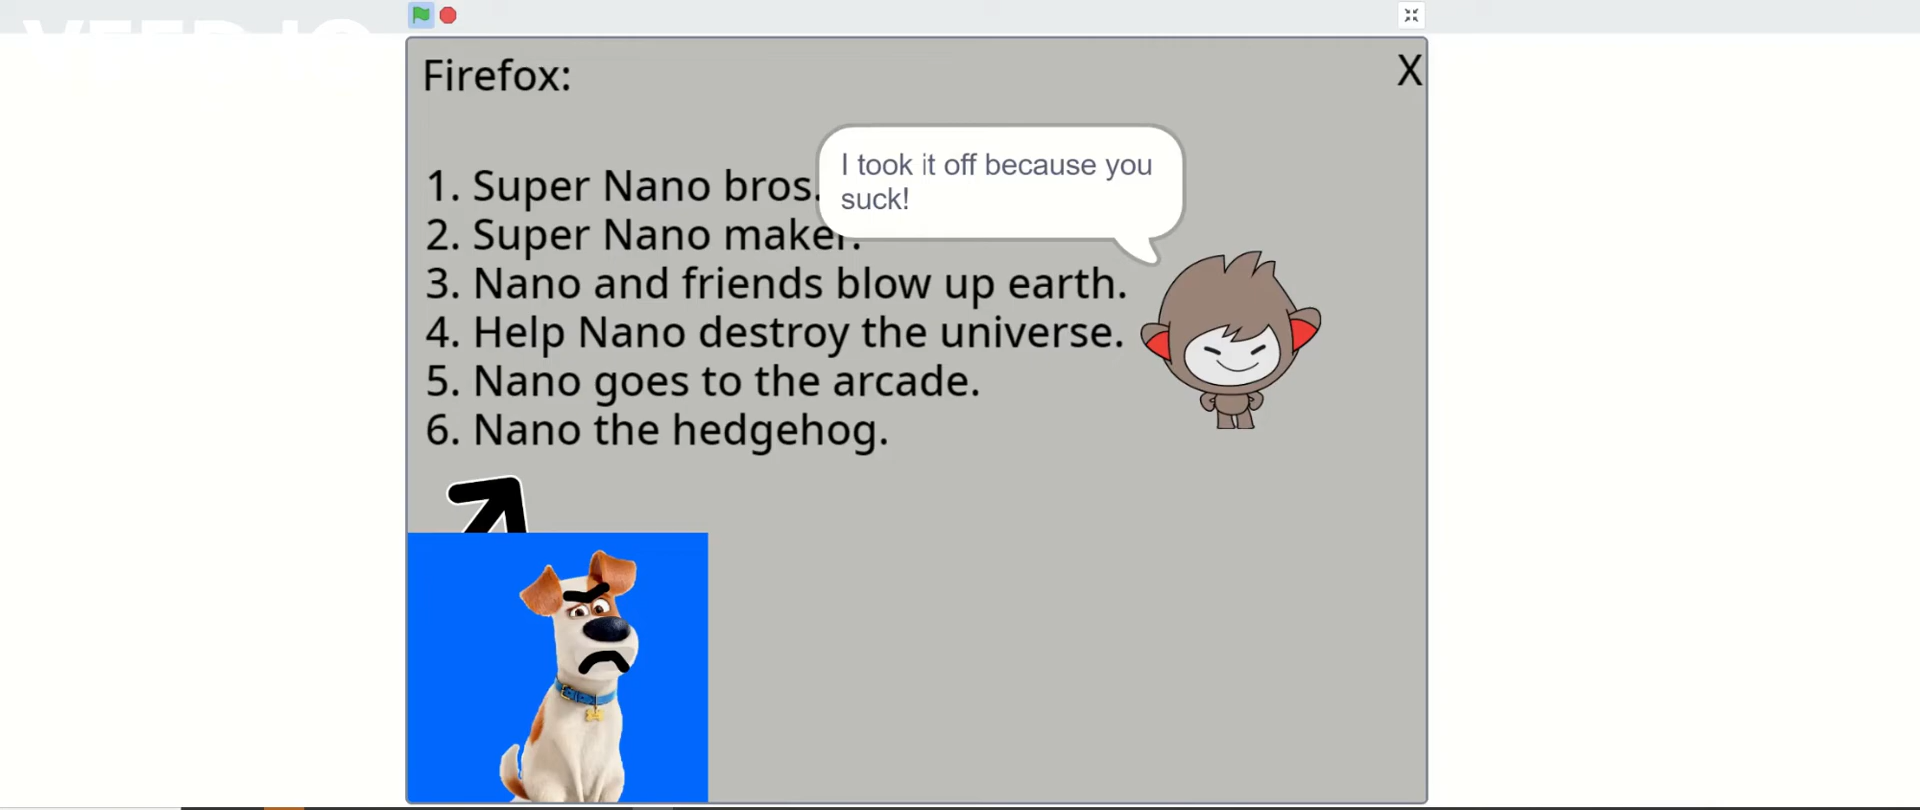 VEED.IO
Firefox:
X
I took it off because you
suck!
1. Super Nano bros.
2. Super Nano maker.
3. Nano and friends blow up earth.
4. Help Nano destroy the universe.
5. Nano goes to the arcade.
6. Nano the hedgehog.